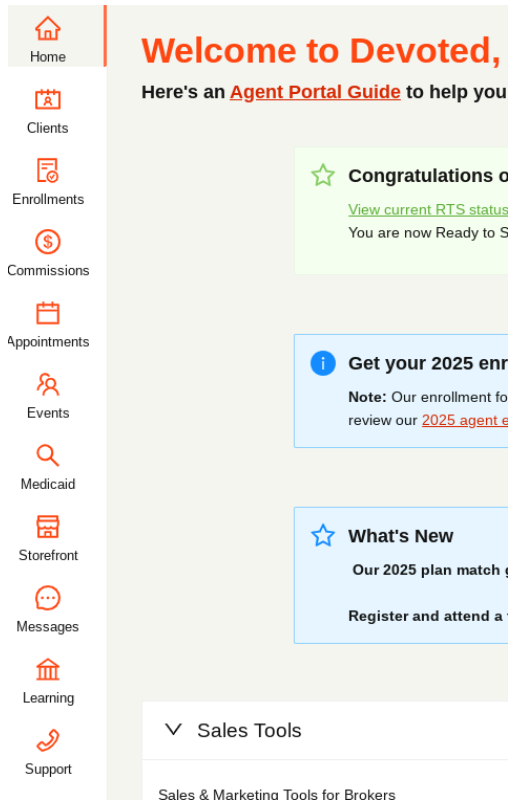 Home
Clients
Enrollments
Commissions
Appointments
Events
Medicaid
Storefront
Messages
Learning
Support
Welcome to Devoted,
Here's an Agent Portal Guide to help you
Congratulations o
View current RTS status
You are now Ready to S
Get your 2025 enr
Note: Our enrollment fo
review our 2025 agent e
What's New
Our 2025 plan match g
Register and attend a
Sales Tools
Sales & Marketing Tools for Brokers